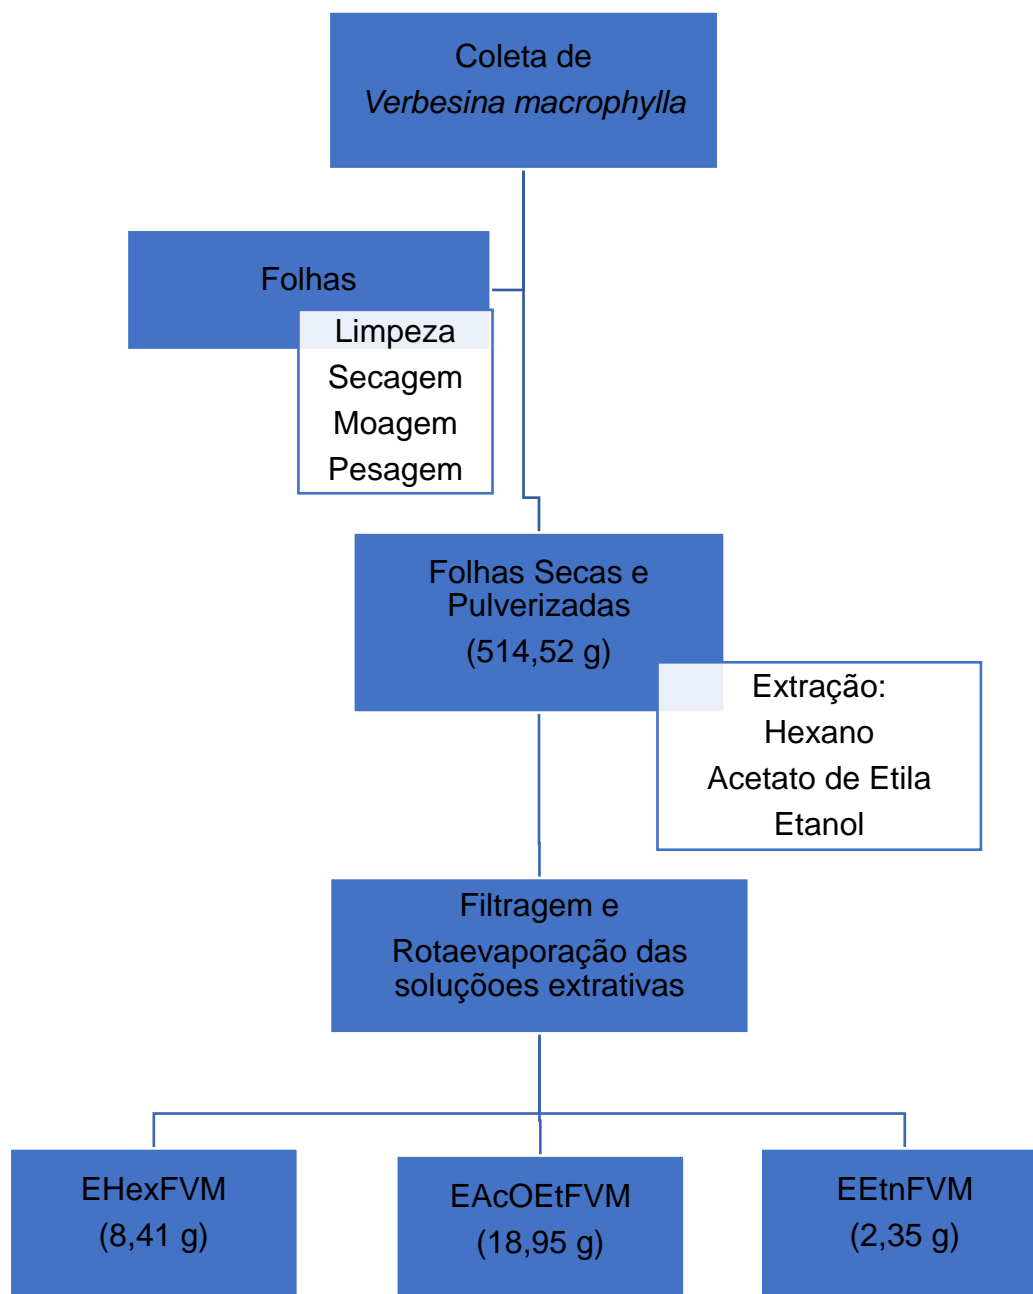 Coleta de
Verbesina macrophylla
Folhas
Limpeza
Secagem
Moagem
Pesagem
Folhas Secas e
Pulverizadas
(514,52 g)
Extração:
Hexano
Acetato de Etila
Etanol
Filtragem e
Rotaevaporação das
soluçõoes extrativas
EHexFVM
(8,41 g)
EAcOEtFVM
(18,95 g)
EEtnFVM
(2,35 g)